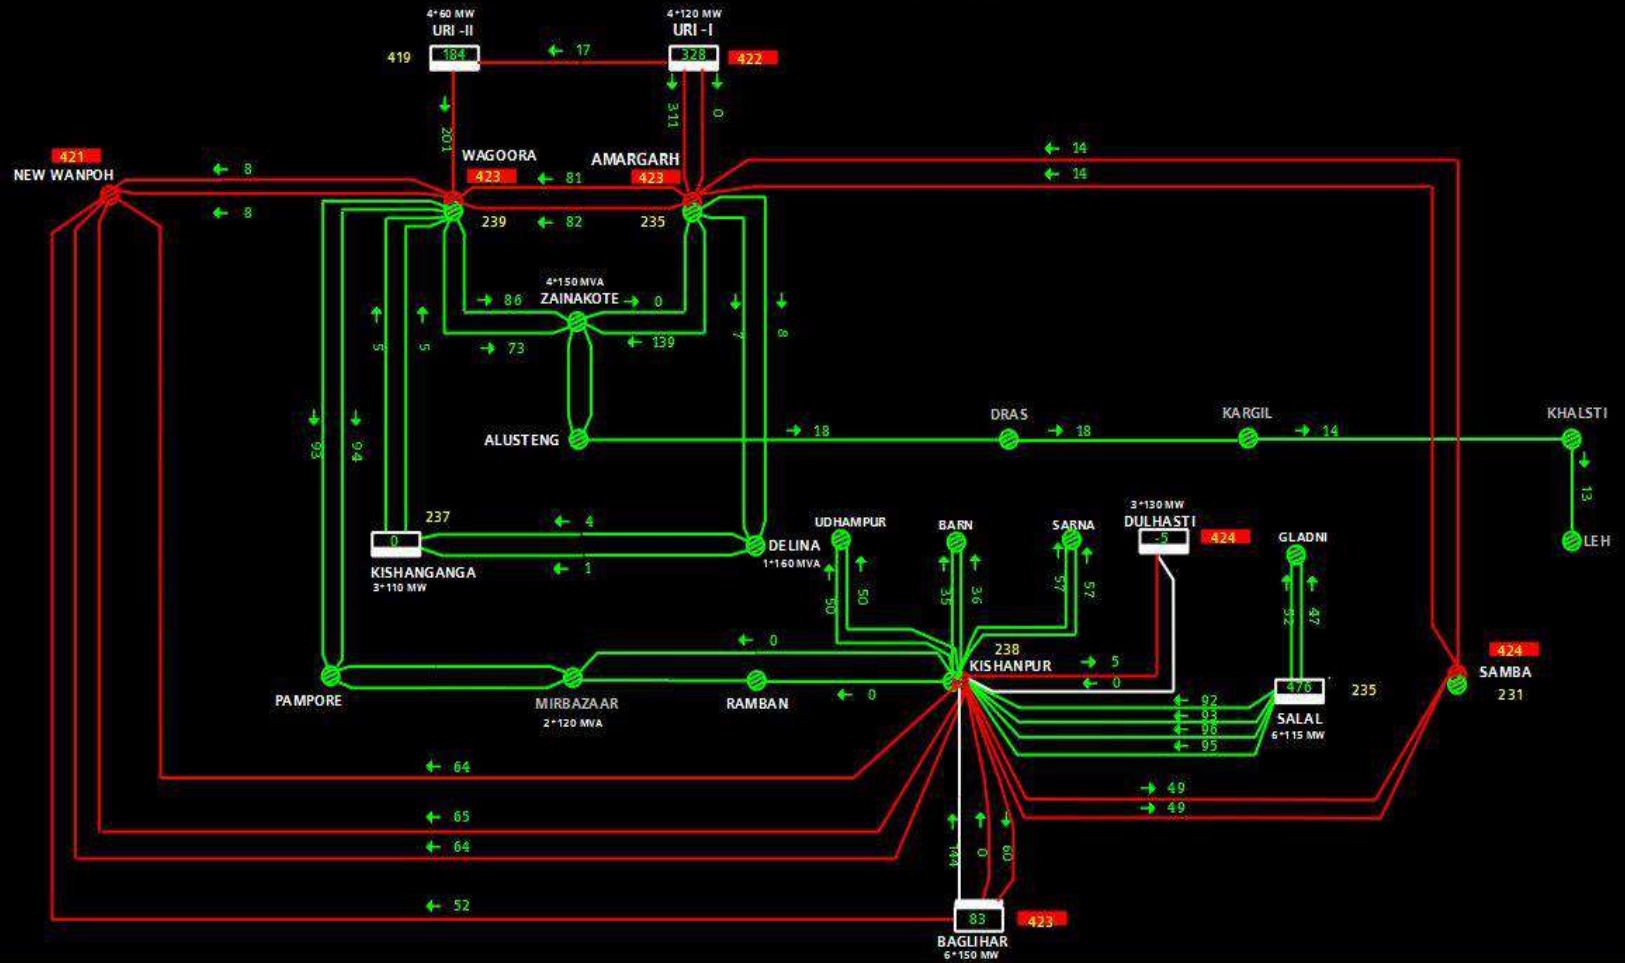 4*60 MW
URI -II
184
419
← 17
4*120 MW
URI -I
328
422
↓
201
↓
311
↓
0
421
NEW WANPOH
← 8
← 8
WAGOORA
423
239
← 81
← 82
AMARGARH
423
235
← 14
← 14
4*150 MVA
ZAINAKOTE
→ 86
→ 0
→ 73
← 139
↑
5
↑
5
↓
7
↓
8
↓
93
↓
94
ALUSTENG
→ 18
DRAS
→ 18
KARGIL
→ 14
KHALSTI
↓
13
LEH
237
0
KISHANGANGA
3*110 MW
← 4
← 1
DELINA
1*160 MVA
UDHAMPUR
↑
50
↑
50
BARN
↑
35
↑
36
SARNA
↑
57
↑
57
3*130 MW
DULHASTI
-5
424
GLADNI
↑
52
↑
47
← 0
238
KISHANPUR
→ 5
← 0
PAMPORE
MIRBAZAAR
2*120 MVA
RAMBAN
← 0
← 92
← 93
← 96
← 95
476
235
SALAL
6*115 MW
424
SAMBA
231
← 64
← 65
← 64
← 52
→ 49
→ 49
↑
144
↑
0
↓
60
83
423
BAGLIHAR
6*150 MW